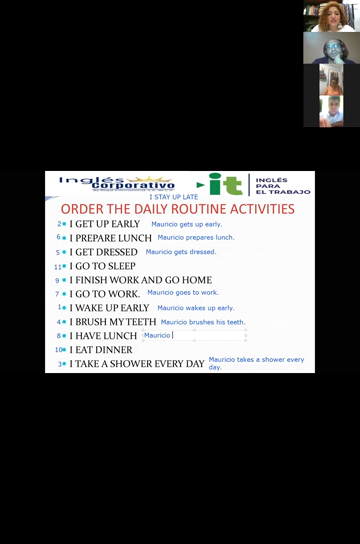 Inglés
Corporativo
it
INGLÉS
PARA
EL TRABAJO
I STAY UP LATE
ORDER THE DAILY ROUTINE ACTIVITIES
2 I GET UP EARLY Mauricio gets up early.
6 I PREPARE LUNCH Mauricio prepares lunch.
5 I GET DRESSED Mauricio gets dressed.
11 I GO TO SLEEP
9 I FINISH WORK AND GO HOME
7 I GO TO WORK. Mauricio goes to work.
1 I WAKE UP EARLY Mauricio wakes up early.
4 I BRUSH MY TEETH Mauricio brushes his teeth.
8 I HAVE LUNCH Mauricio
10 I EAT DINNER
3 I TAKE A SHOWER EVERY DAY Mauricio takes a shower every
day.